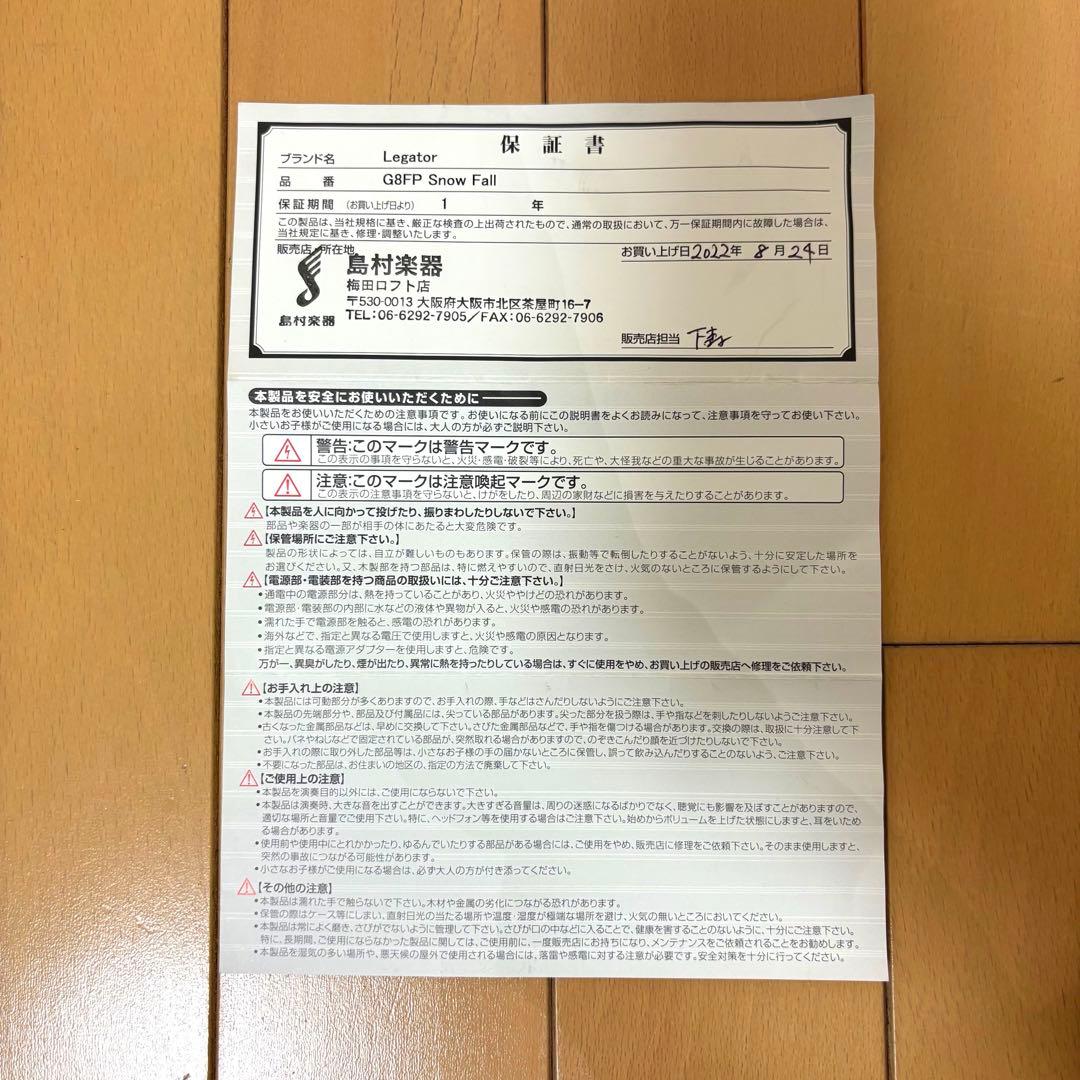 保証書
ブランド名 Legator
品番 G8FP Snow Fall
保証期間 (お買い上げ日より) 1 年
この製品は、当社規格に基き、厳正な検査の上出荷されたもので、通常の取扱において、万一保証期間内に故障した場合は、
当社規定に基き、修理・調整いたします。
販売店・所在地
お買い上げ日2022年 8月24日
島村楽器
梅田ロフト店
〒530-0013 大阪府大阪市北区茶屋町16-7
TEL:06-6292-7905/FAX:06-6292-7906
島村楽器
販売店担当
本製品を安全にお使いいただくために
本製品をお使いいただくための注意事項です。お使いになる前にこの説明書をよくお読みになって、注意事項を守ってお使い下さい。
小さいお子様がご使用になる場合には、大人の方が必ずご説明下さい。
警告:このマークは警告マークです。
この表示の事項を守らないと、火災・感電・破裂等により、死亡や、大怪我などの重大な事故が生じることがあります。
注意:このマークは注意喚起マークです。
この表示の注意事項を守らないと、けがをしたり、周辺の家財などに損害を与えたりすることがあります。
【本製品を人に向かって投げたり、振りまわしたりしないで下さい。】
部品や楽器の一部が相手の体にあたると大変危険です。
【保管場所にご注意下さい。】
製品の形状によっては、自立が難しいものもあります。保管の際は、振動等で転倒したりすることがないよう、十分に安定した場所を
お選びください。又、木製部を持つ部品は、特に燃えやすいので、直射日光をさけ、火気のないところに保管するようにして下さい。
【電源部・電装部を持つ商品の取扱いには、十分ご注意下さい。】
・通電中の電源部分は、熱を持っていることがあり、火災ややけどの恐れがあります。
・電源部・電装部の内部に水などの液体や異物が入ると、火災や感電の恐れがあります。
・濡れた手で電源部を触ると、感電の恐れがあります。
・海外などで、指定と異なる電圧で使用しますと、火災や感電の原因となります。
・指定と異なる電源アダプターを使用しますと、危険です。
万が一、異臭がしたり、煙が出たり、異常に熱を持ったりしている場合は、すぐに使用をやめ、お買い上げの販売店へ修理をご依頼下さい。
【お手入れ上の注意】
・本製品には可動部分が多くありますので、お手入れの際、手などはさんだりしないようにご注意下さい。
・本製品の先端部分や、部品及び付属品には、尖っている部品があります。尖った部分を扱う際は、手や指などを刺したりしないようご注意下さい。
・古くなった金属部品などは、早めに交換して下さい。さびた金属部品などで、手や指を傷つける場合があります。交換の際は、取扱に十分注意して下
さい。バネやねじなどで固定されている部品が、突然取れる場合がありますので、のぞきこんだり顔を近づけたりしないで下さい。
・お手入れの際に取り外した部品等は、小さなお子様の手の届かないところに保管し、誤って飲み込んだりすることのないよう、ご注意下さい。
・不要になった部品は、お住まいの地区の、指定の方法で廃棄して下さい。
【ご使用上の注意】
・本製品を演奏目的以外には、ご使用にならないで下さい。
・本製品は演奏時、大きな音を出すことができます。大きすぎる音量は、周りの迷惑になるばかりでなく、聴覚にも影響を及ぼすことがありますので、
適切な場所と音量でご使用下さい。特に、ヘッドフォン等を使用する場合はご注意下さい。始めからボリュームを上げた状態にしますと、耳をいため
る場合があります。
・使用前や使用中にとれかかったり、ゆるんでいたりする部品がある場合には、ご使用をやめ、販売店に修理をご依頼下さい。そのまま使用しますと、
突然の事故につながる可能性があります。
・小さなお子様がご使用になる場合は、必ず大人の方が付き添ってください。
【その他の注意】
・本製品は濡れた手で触らないで下さい。木材や金属の劣化につながる恐れがあります。
・保管の際はケース等にしまい、直射日光の当たる場所や温度・湿度が極端な場所を避け、火気の無いところにおいてください。
・本製品は常によく磨き、さびがでないように管理して下さい。さびが口の中などに入ることで、健康を害することのないように、十分にご注意下さい。
特に、長期間、ご使用にならなかった製品に関しては、ご使用前に、一度販売店にお持ちになり、メンテナンスをご依頼されることをお勧めします。
・本製品を湿気の多い場所や、悪天候の屋外で使用される場合には、落雷や感電に対する注意が必要です。安全対策を十分に行ってください。